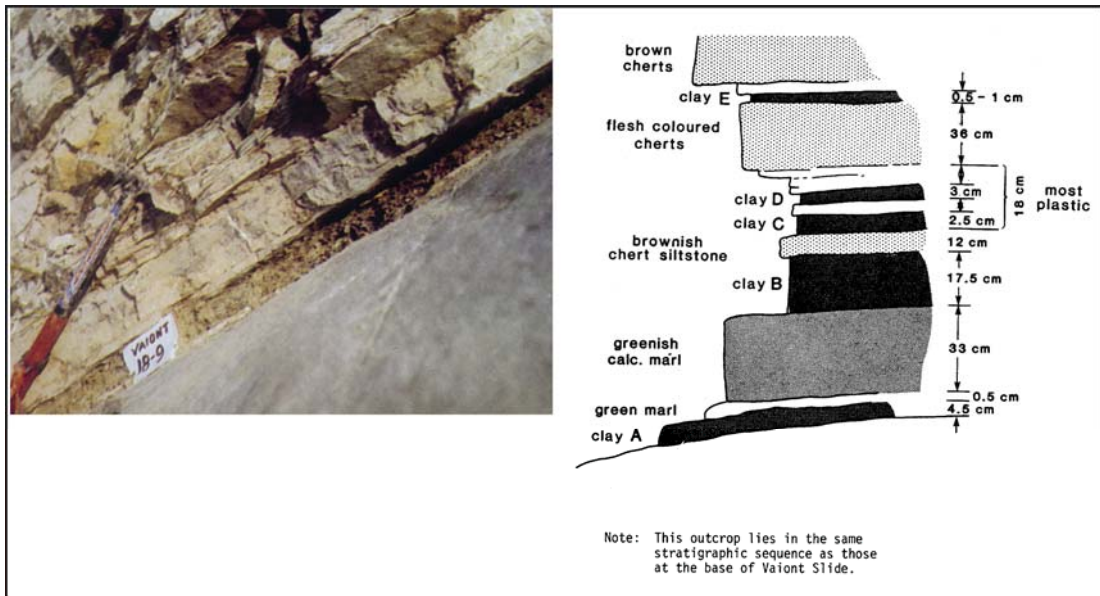 VAIONT
18-9
brown
cherts
clay E
0.5 - 1 cm
flesh coloured
cherts
36 cm
clay D
3 cm
18 cm
most
plastic
clay C
2.5 cm
brownish
chert siltstone
12 cm
clay B
17.5 cm
greenish
calc. marl
33 cm
0.5 cm
green marl
4.5 cm
clay A
Note: This outcrop lies in the same
stratigraphic sequence as those
at the base of Vaiont Slide.